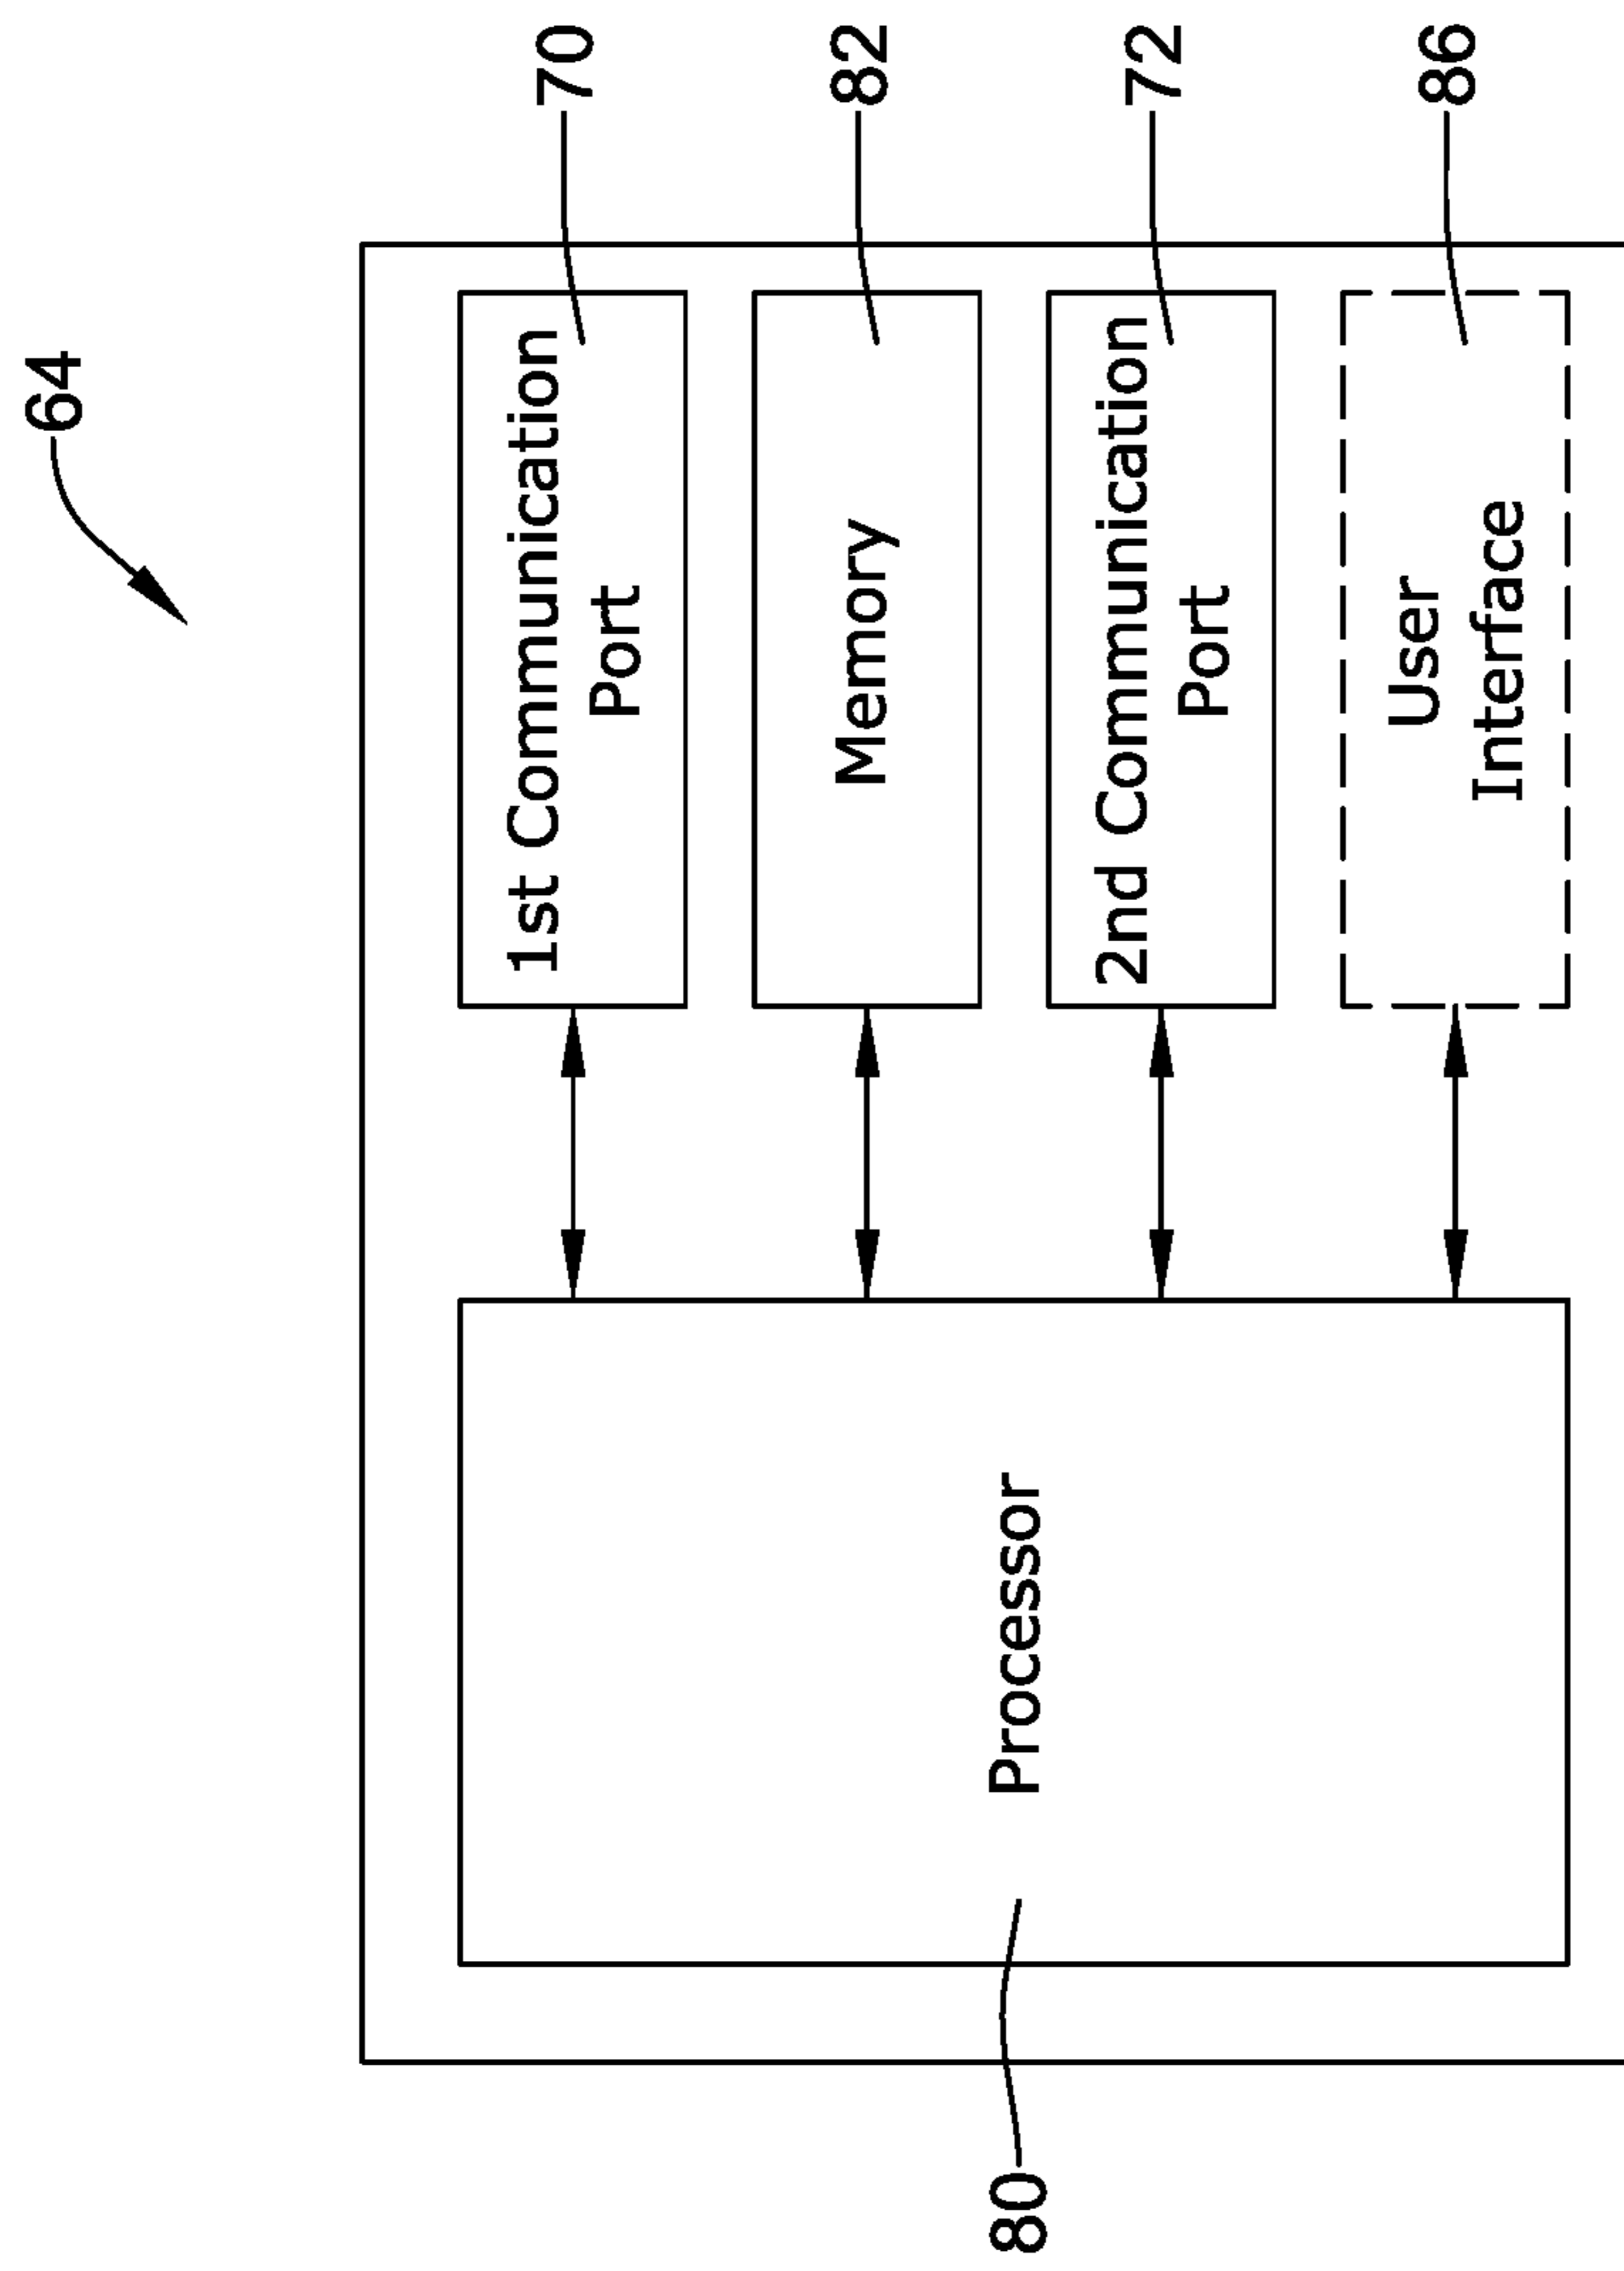 64
1st Communication
Port
70
Memory
82
2nd Communication
Port
72
User
Interface
86
Processor
80